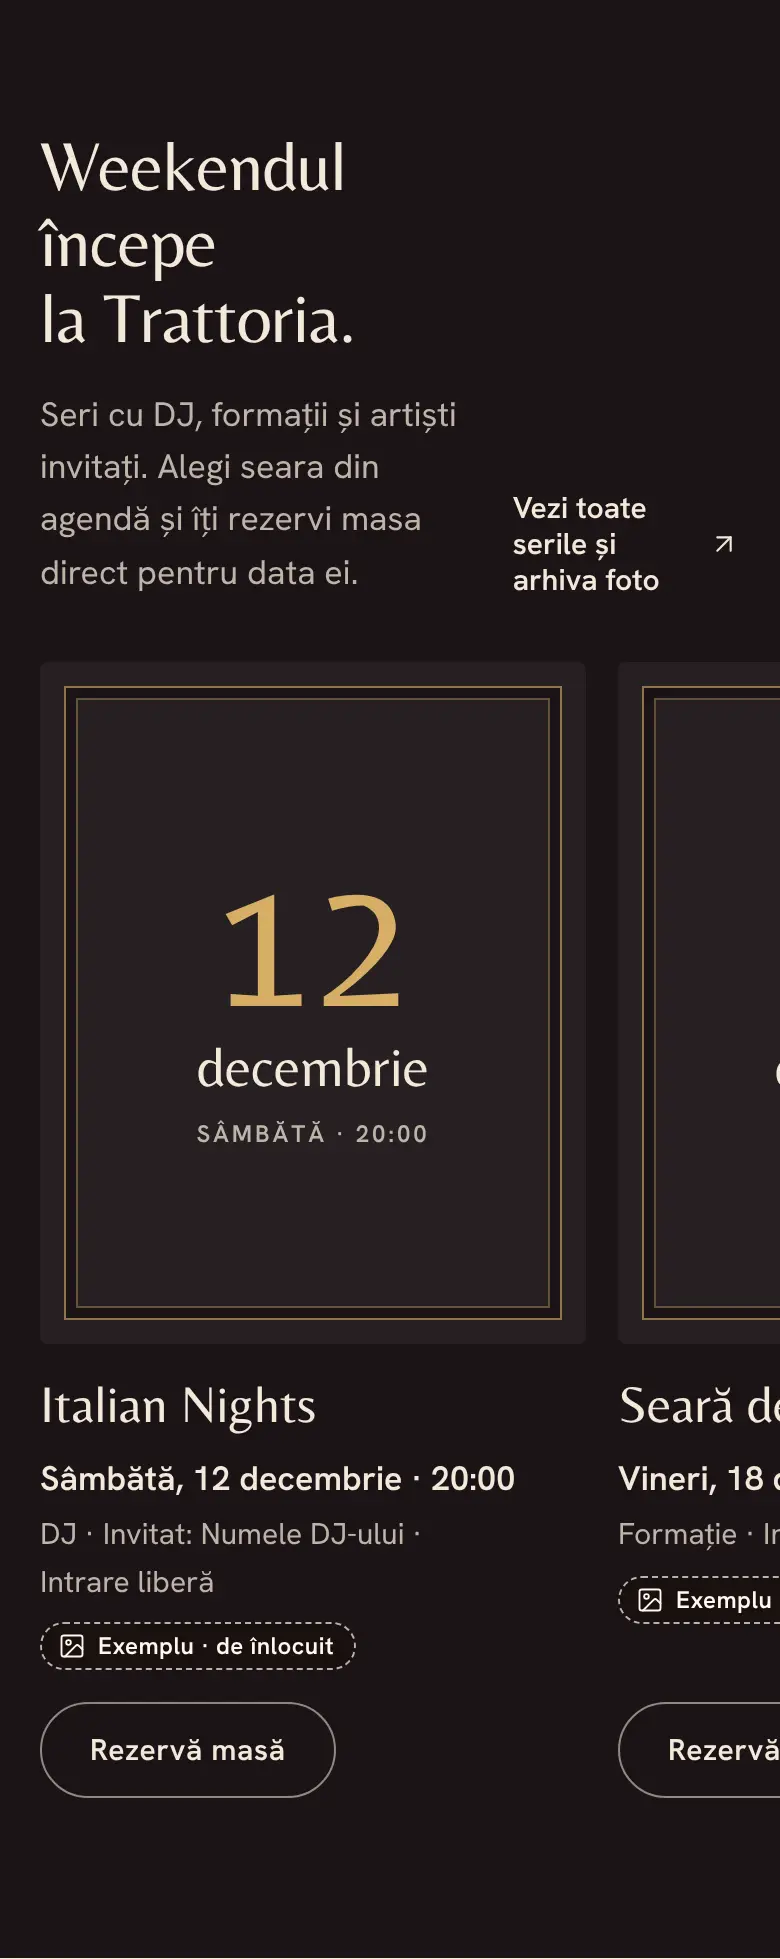 Weekendul
începe
la Trattoria.
Seri cu DJ, formații și artiști
invitați. Alegi seara din
agendă și îți rezervi masa
direct pentru data ei.
Vezi toate
serile și
arhiva foto
12
decembrie
SÂMBĂTĂ · 20:00
Italian Nights
Sâmbătă, 12 decembrie · 20:00
DJ · Invitat: Numele DJ-ului ·
Intrare liberă
Exemplu · de înlocuit
Rezervă masă
Seară
Vineri, 18
Formație ·
Exemplu
Rezervă